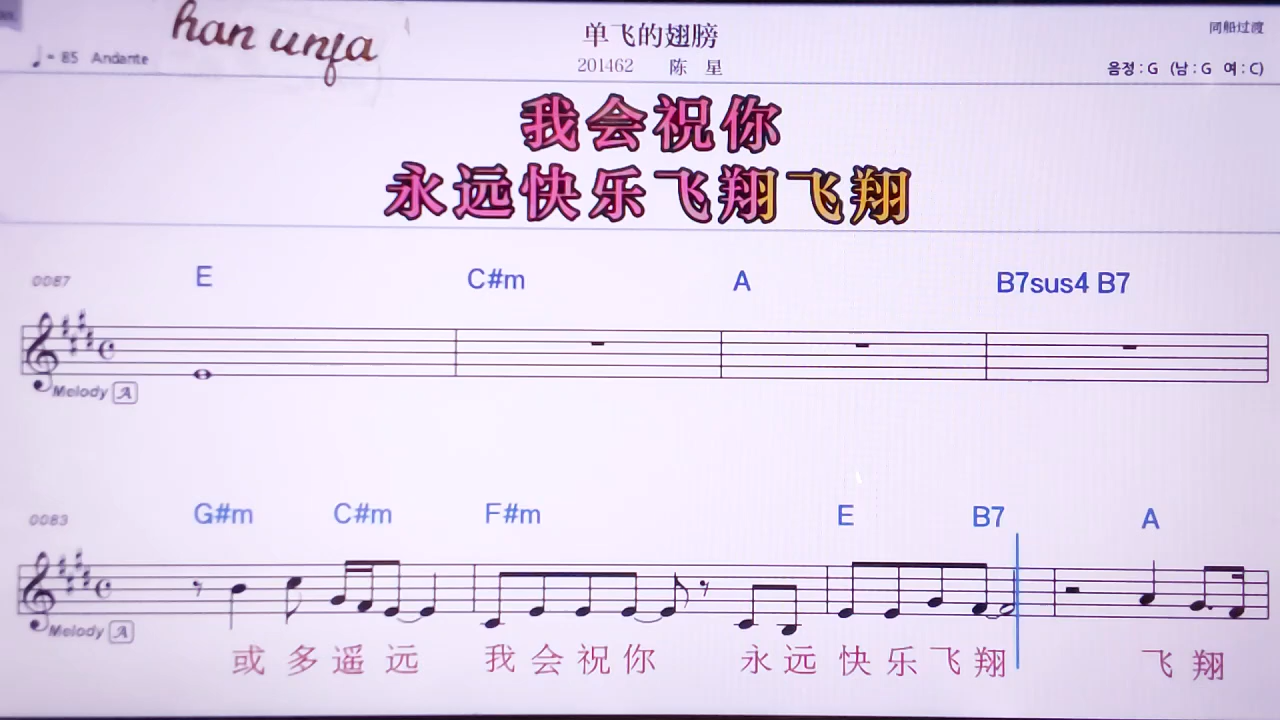 han unfa
单飞的翅膀
同船过渡
♩= 85 Andante
201462 陈 星
음정 : G (남 : G 여 : C)
我会祝你
永远快乐飞翔飞翔
0087
E C#m A B7sus4 B7
Melody A
0083
G#m C#m F#m E B7 A
Melody A
或多遥远 我会祝你 永远快乐飞翔 飞翔